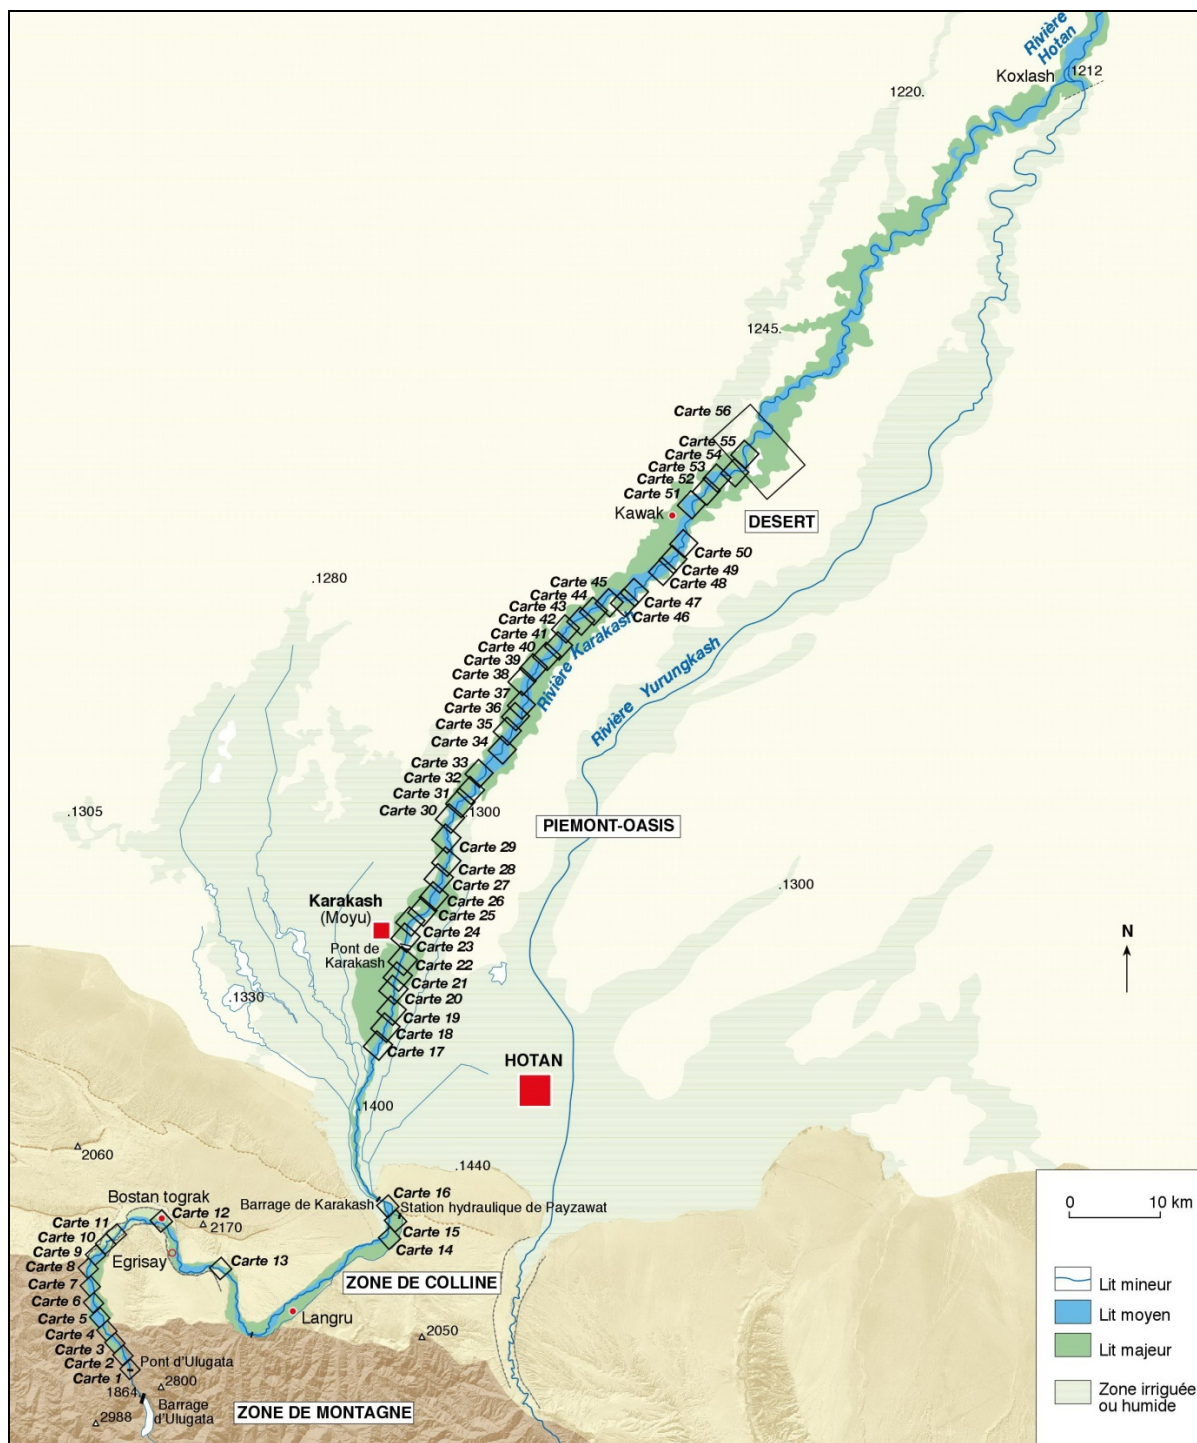 Rivière
Hotan
Koxlash
1212
1220.
1245.
Carte 56
Carte 55
Carte 54
Carte 53
Carte 52
Carte 51
Kawak
DESERT
Carte 50
Carte 49
Carte 48
Carte 47
Carte 46
.1280
Carte 45
Carte 44
Carte 43
Carte 42
Carte 41
Carte 40
Carte 39
Carte 38
Carte 37
Carte 36
Carte 35
Carte 34
Carte 33
Carte 32
Carte 31
Carte 30
Rivière Karakash
Rivière Yurungkash
.1305
.1300
PIEMONT-OASIS
Carte 29
Carte 28
Carte 27
Carte 26
Carte 25
Carte 24
Carte 23
Carte 22
Carte 21
Carte 20
Carte 19
Carte 18
Carte 17
.1300
Karakash
(Moyu)
Pont de
Karakash
.1330
N
HOTAN
.1400
2060
.1440
Bostan tograk
Carte 12
2170
Barrage de Karakash
Carte 16
Station hydraulique de Payzawat
Carte 15
Carte 14
Carte 11
Carte 10
Carte 9
Carte 8
Carte 7
Carte 6
Carte 5
Carte 4
Carte 3
Carte 2
Carte 1
Egrisay
Carte 13
ZONE DE COLLINE
Langru
2050
Pont d'Ulugata
1864
2800
Barrage
d'Ulugata
2988
ZONE DE MONTAGNE
0 10 km
Lit mineur
Lit moyen
Lit majeur
Zone irriguée
ou humide